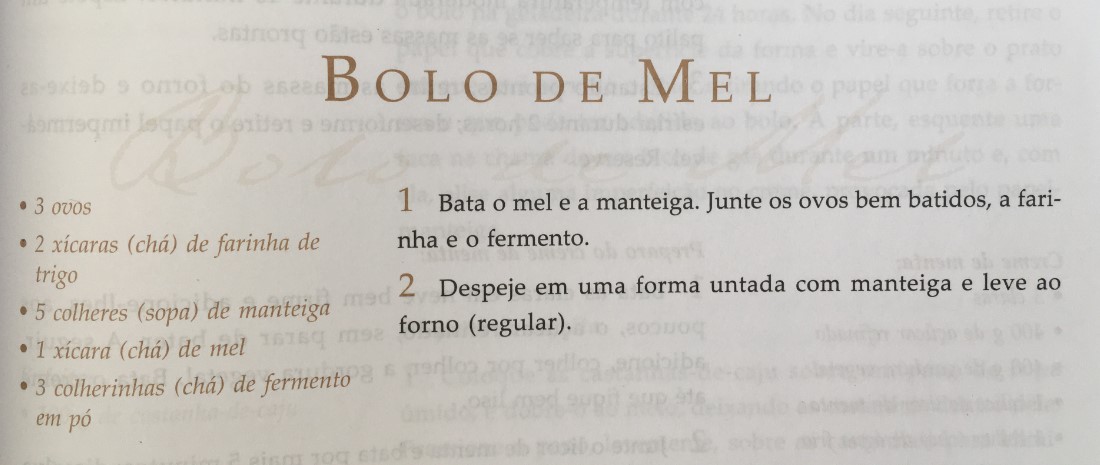 BOLO DE MEL
• 3 ovos
• 2 xícaras (chá) de farinha de
trigo
• 5 colheres (sopa) de manteiga
• 1 xícara (chá) de mel
• 3 colherinhas (chá) de fermento
em pó
1 Bata o mel e a manteiga. Junte os ovos bem batidos, a fari-
nha e o fermento.
2 Despeje em uma forma untada com manteiga e leve ao
forno (regular).